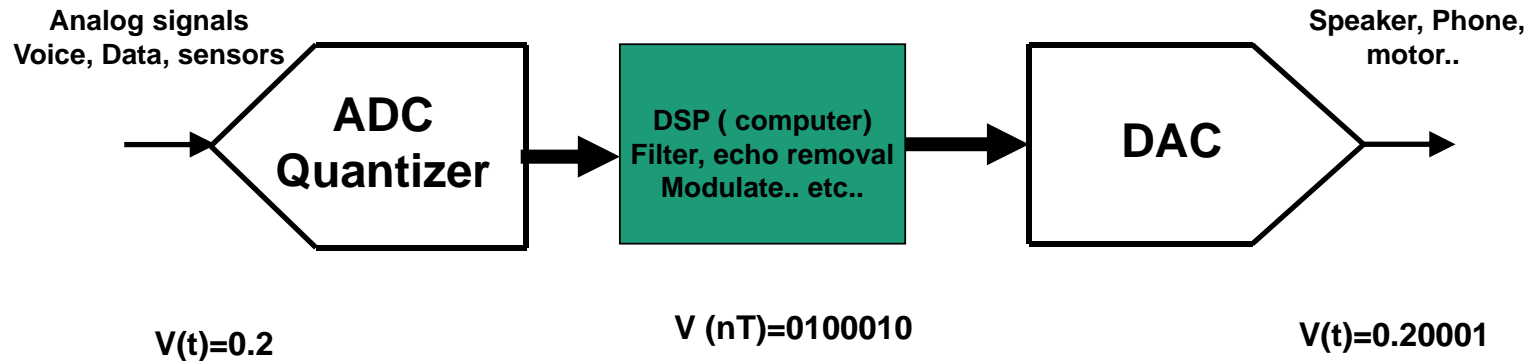 Analog signals
Voice, Data, sensors
ADC
Quantizer
DSP ( computer)
Filter, echo removal
Modulate.. etc..
DAC
Speaker, Phone,
motor..
V(t)=0.2
V (nT)=0100010
V(t)=0.20001